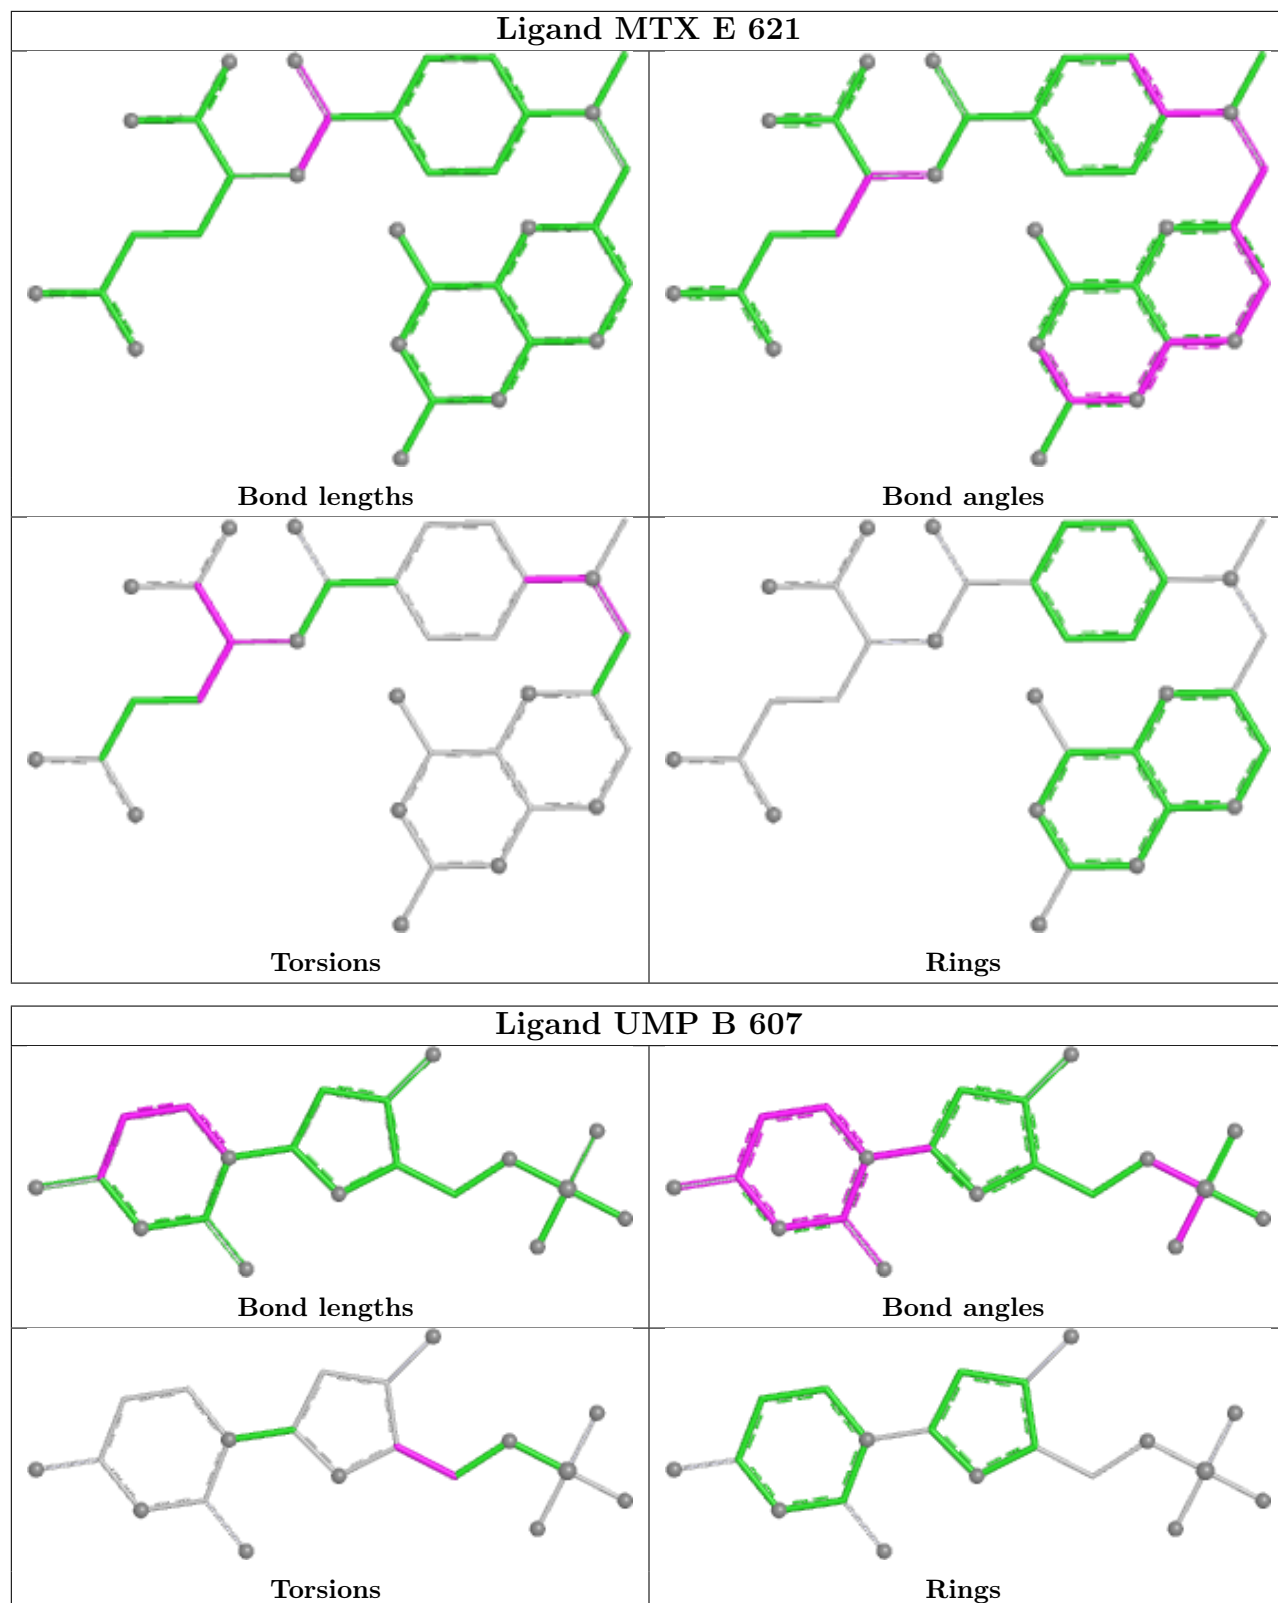 Ligand MTX E 621
Bond lengths
Bond angles
Torsions
Rings
Ligand UMP B 607
Bond lengths
Bond angles
Torsions
Rings